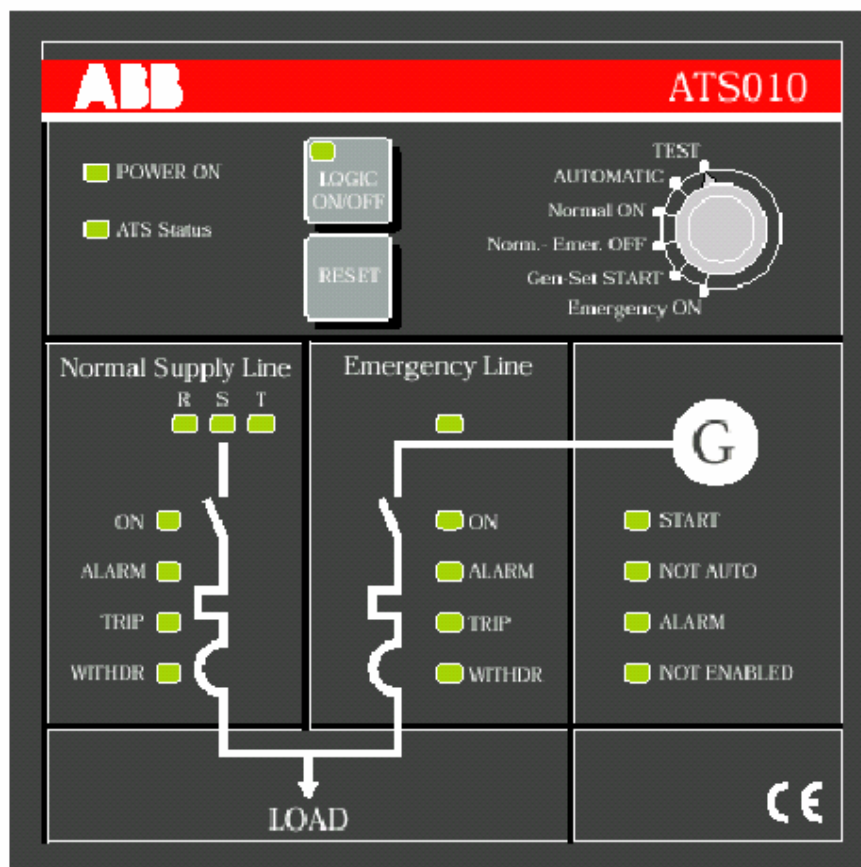 ABB ATS010
POWER ON
ATS Status
LOGIC
ON/OFF
RESET
TEST
AUTOMATIC
Normal ON
Norm.- Emer. OFF
Gen-Set START
Emergency ON
Normal Supply Line
R S T
ON
ALARM
TRIP
WITHDR
Emergency Line
ON
ALARM
TRIP
WITHDR
G
START
NOT AUTO
ALARM
NOT ENABLED
LOAD
CE